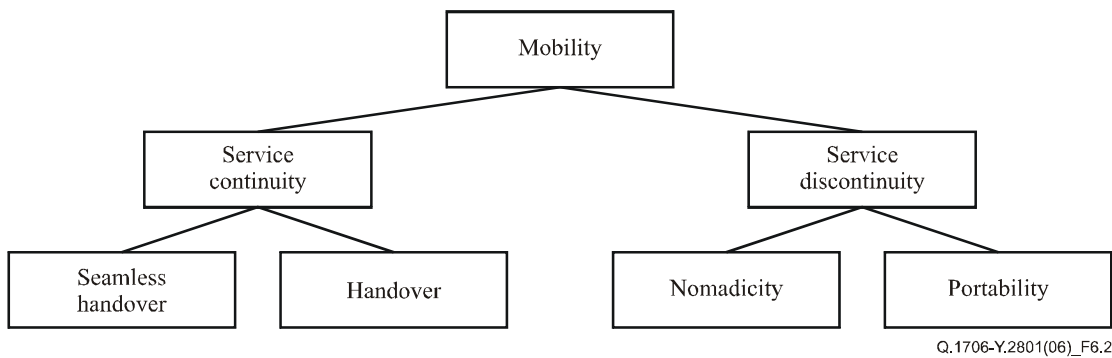 Mobility
Service
continuity
Service
discontinuity
Seamless
handover
Handover
Nomadicity
Portability
Q.1706-Y.2801(06)_F6.2